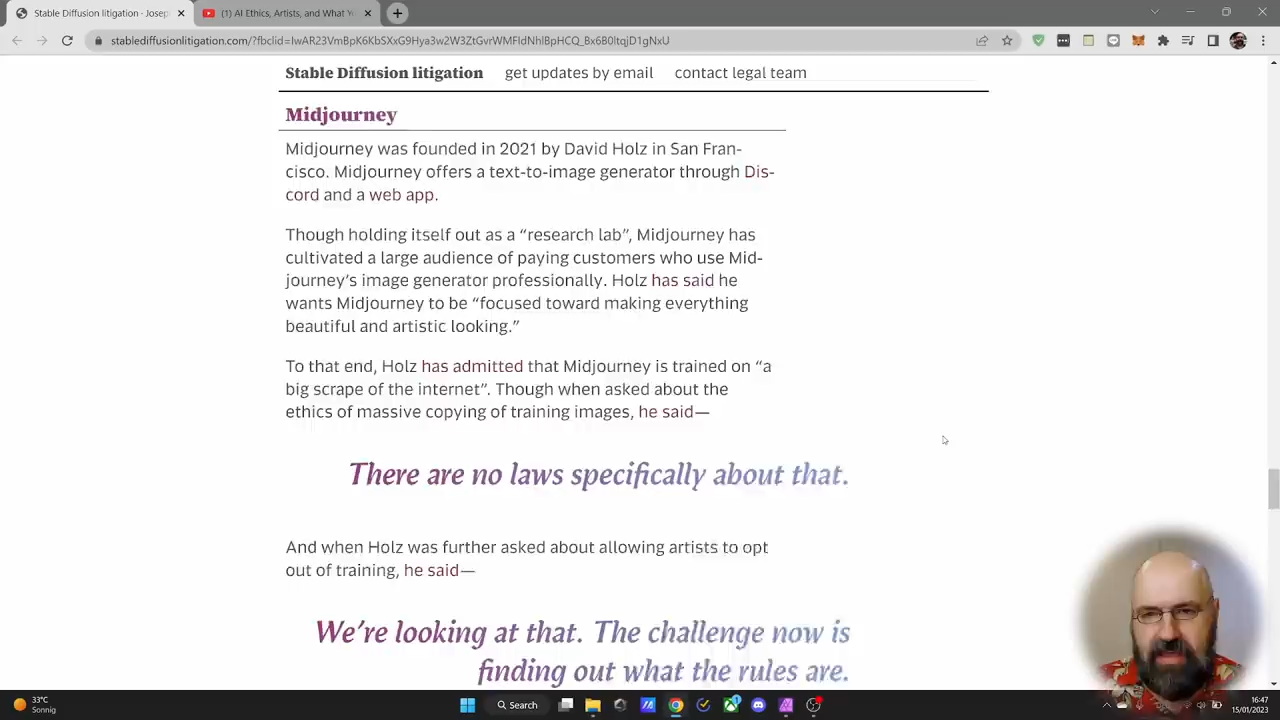 Stable Diffusion litigation · Josep
(1) AI Ethics, Artists, and What Y
stablediffusionlitigation.com/?fbclid=IwAR23VmBpK6KbSXxG9Hya3w2W3ZtGvrWMFIdNhlBpHCQ_Bx6B0ltqjD1gNxU
Stable Diffusion litigation get updates by email contact legal team
Midjourney
Midjourney was founded in 2021 by David Holz in San Fran-
cisco. Midjourney offers a text-to-image generator through Dis-
cord and a web app.
Though holding itself out as a “research lab”, Midjourney has
cultivated a large audience of paying customers who use Mid-
journey’s image generator professionally. Holz has said he
wants Midjourney to be “focused toward making everything
beautiful and artistic looking.”
To that end, Holz has admitted that Midjourney is trained on “a
big scrape of the internet”. Though when asked about the
ethics of massive copying of training images, he said—
There are no laws specifically about that.
And when Holz was further asked about allowing artists to opt
out of training, he said—
We’re looking at that. The challenge now is
finding out what the rules are.
33°C
Sonnig
Search
16:47
15/01/2023